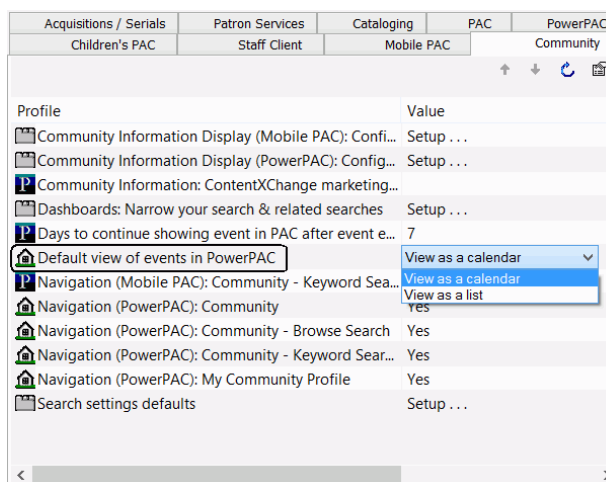 Acquisitions / Serials Patron Services Cataloging PAC PowerPAC
Children's PAC Staff Client Mobile PAC Community
Profile Value
Community Information Display (Mobile PAC): Confi... Setup . . .
Community Information Display (PowerPAC): Config... Setup . . .
Community Information: ContentXChange marketing...
Dashboards: Narrow your search & related searches Setup . . .
Days to continue showing event in PAC after event e... 7
Default view of events in PowerPAC View as a calendar
View as a calendar
Navigation (Mobile PAC): Community - Keyword Sea...
View as a list
Navigation (PowerPAC): Community Yes
Navigation (PowerPAC): Community - Browse Search Yes
Navigation (PowerPAC): Community - Keyword Sear... Yes
Navigation (PowerPAC): My Community Profile Yes
Search settings defaults Setup . . .